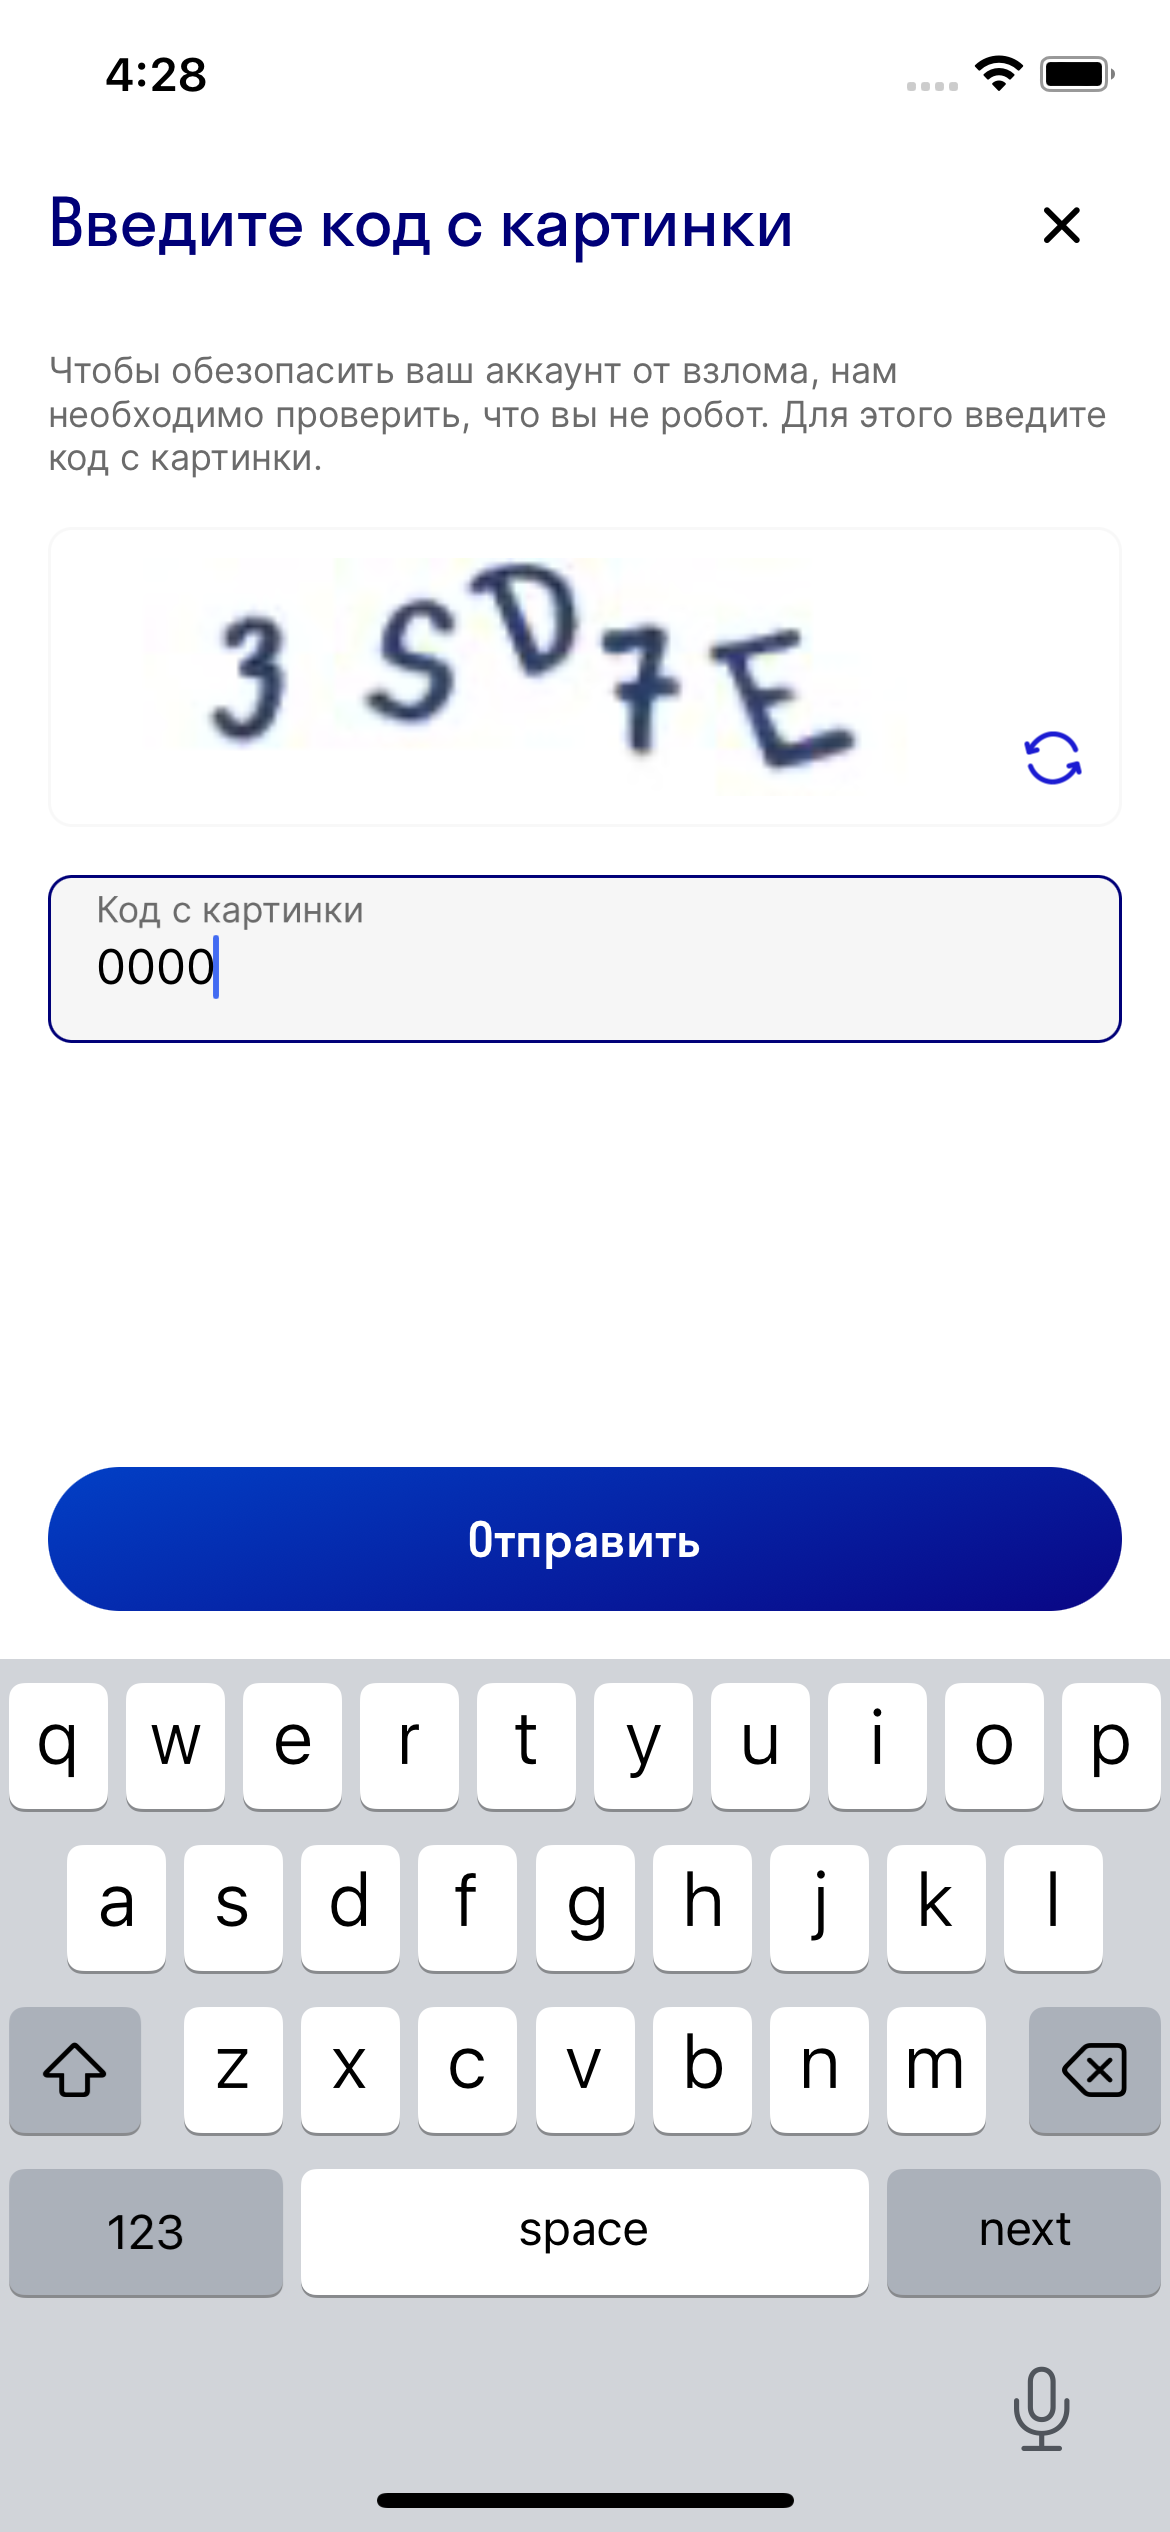 4:28
Введите код с картинки
Чтобы обезопасить ваш аккаунт от взлома, нам
необходимо проверить, что вы не робот. Для этого введите
код с картинки.
3 S D 7 E
Код с картинки
0000
Отправить
q w e r t y u i o p
a s d f g h j k l
z x c v b n m
123 space next